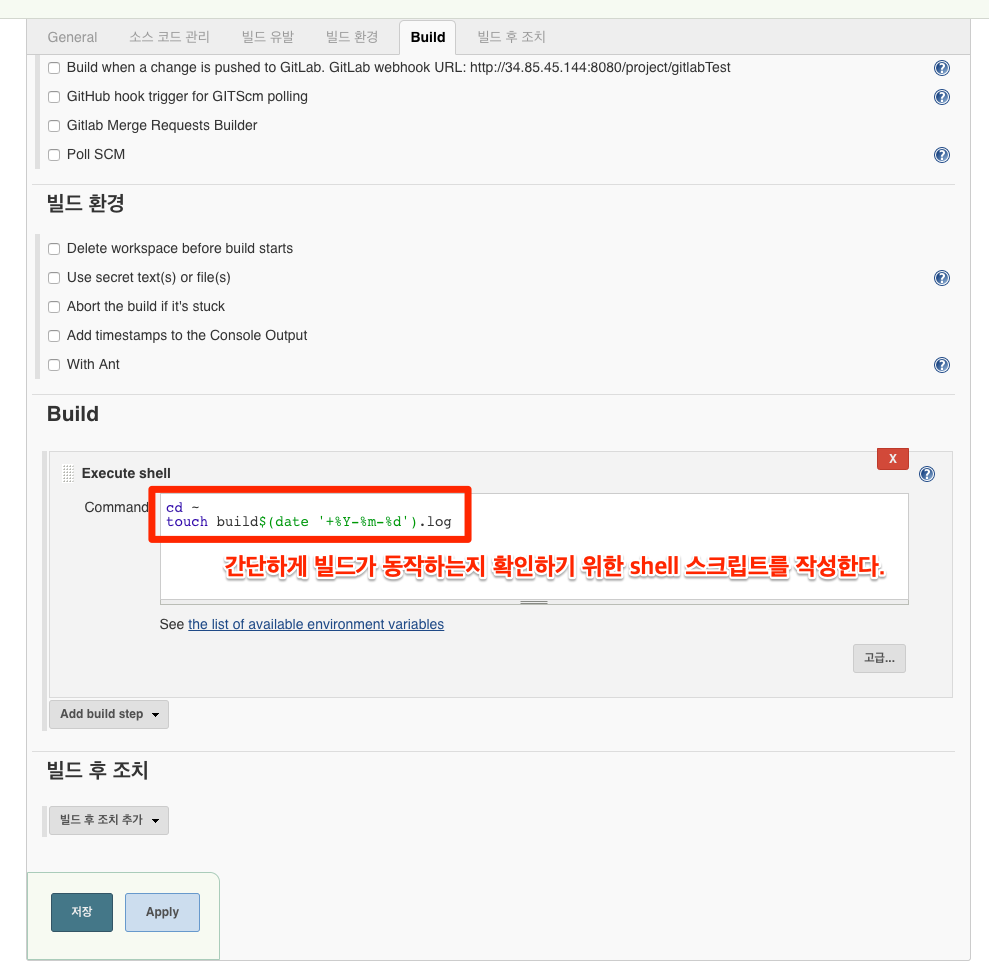 General 소스 코드 관리 빌드 유발 빌드 환경 Build 빌드 후 조치
Build when a change is pushed to GitLab. GitLab webhook URL: http://34.85.45.144:8080/project/gitlabTest
GitHub hook trigger for GITScm polling
Gitlab Merge Requests Builder
Poll SCM
빌드 환경
Delete workspace before build starts
Use secret text(s) or file(s)
Abort the build if it's stuck
Add timestamps to the Console Output
With Ant
Build
X
Execute shell
Command
cd ~
touch build$(date '+%Y-%m-%d').log
간단하게 빌드가 동작하는지 확인하기 위한 shell 스크립트를 작성한다.
See the list of available environment variables
고급...
Add build step
빌드 후 조치
빌드 후 조치 추가
저장 Apply